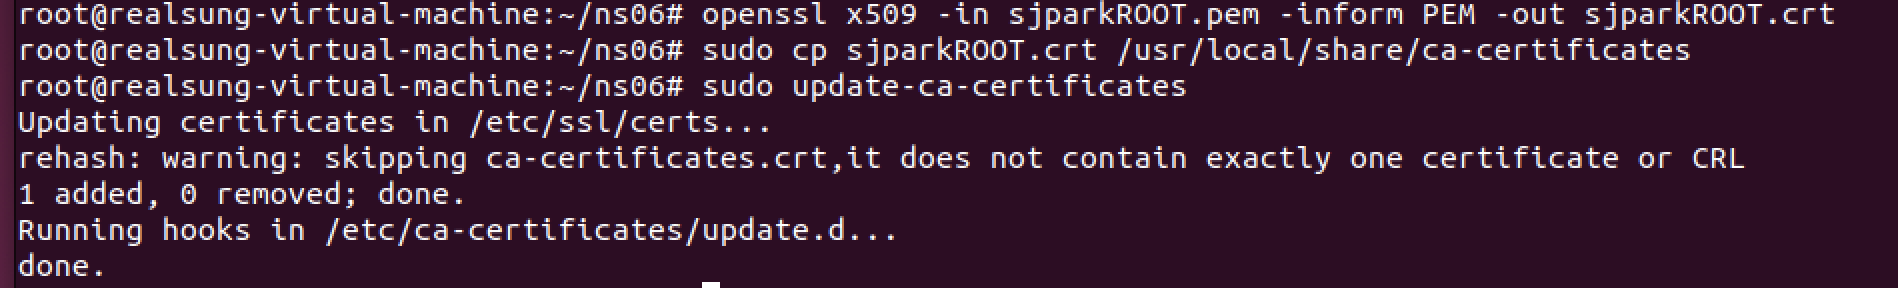 root@realsung-virtual-machine:~/ns06# openssl x509 -in sjparkROOT.pem -inform PEM -out sjparkROOT.crt
root@realsung-virtual-machine:~/ns06# sudo cp sjparkROOT.crt /usr/local/share/ca-certificates
root@realsung-virtual-machine:~/ns06# sudo update-ca-certificates
Updating certificates in /etc/ssl/certs...
rehash: warning: skipping ca-certificates.crt,it does not contain exactly one certificate or CRL
1 added, 0 removed; done.
Running hooks in /etc/ca-certificates/update.d...
done.